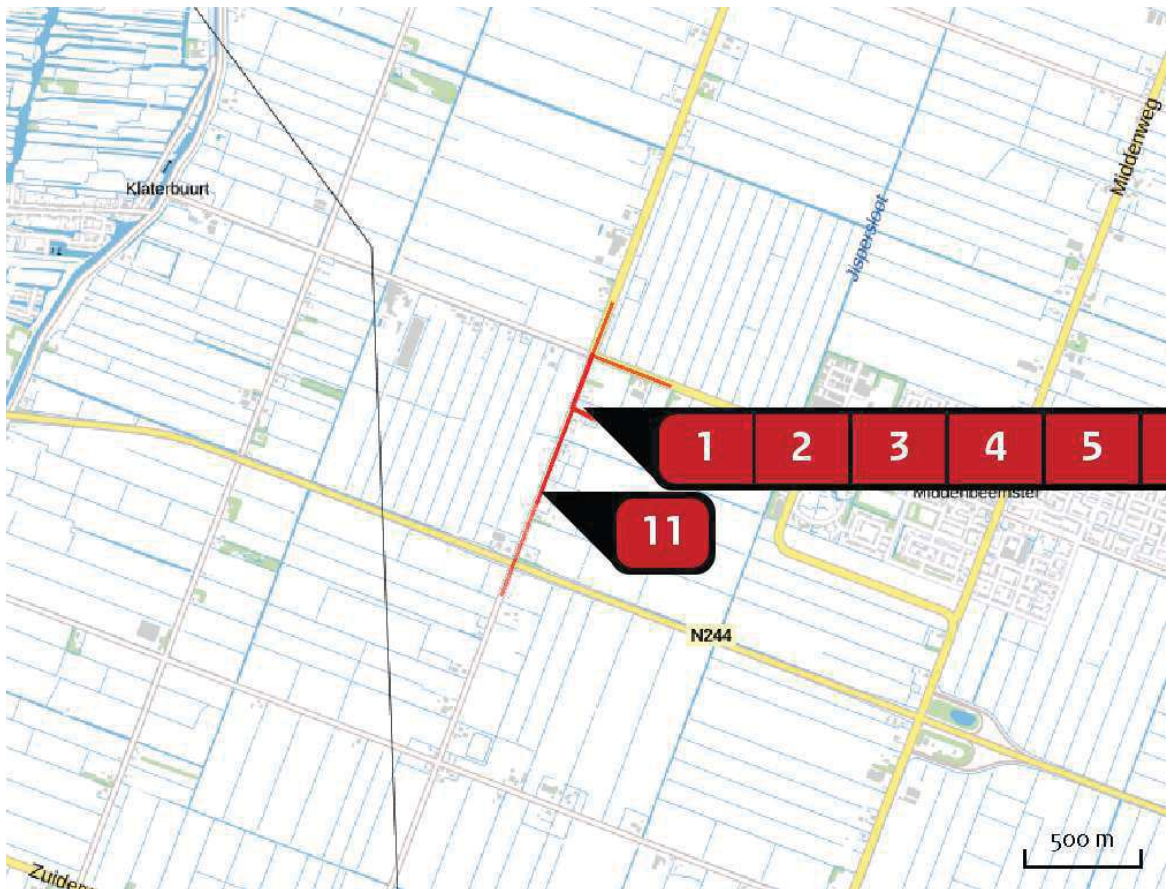 Middenweg
Klaterbuurt
Jispersloot
1 2 3 4 5
Middenbeemster
11
N244
500 m